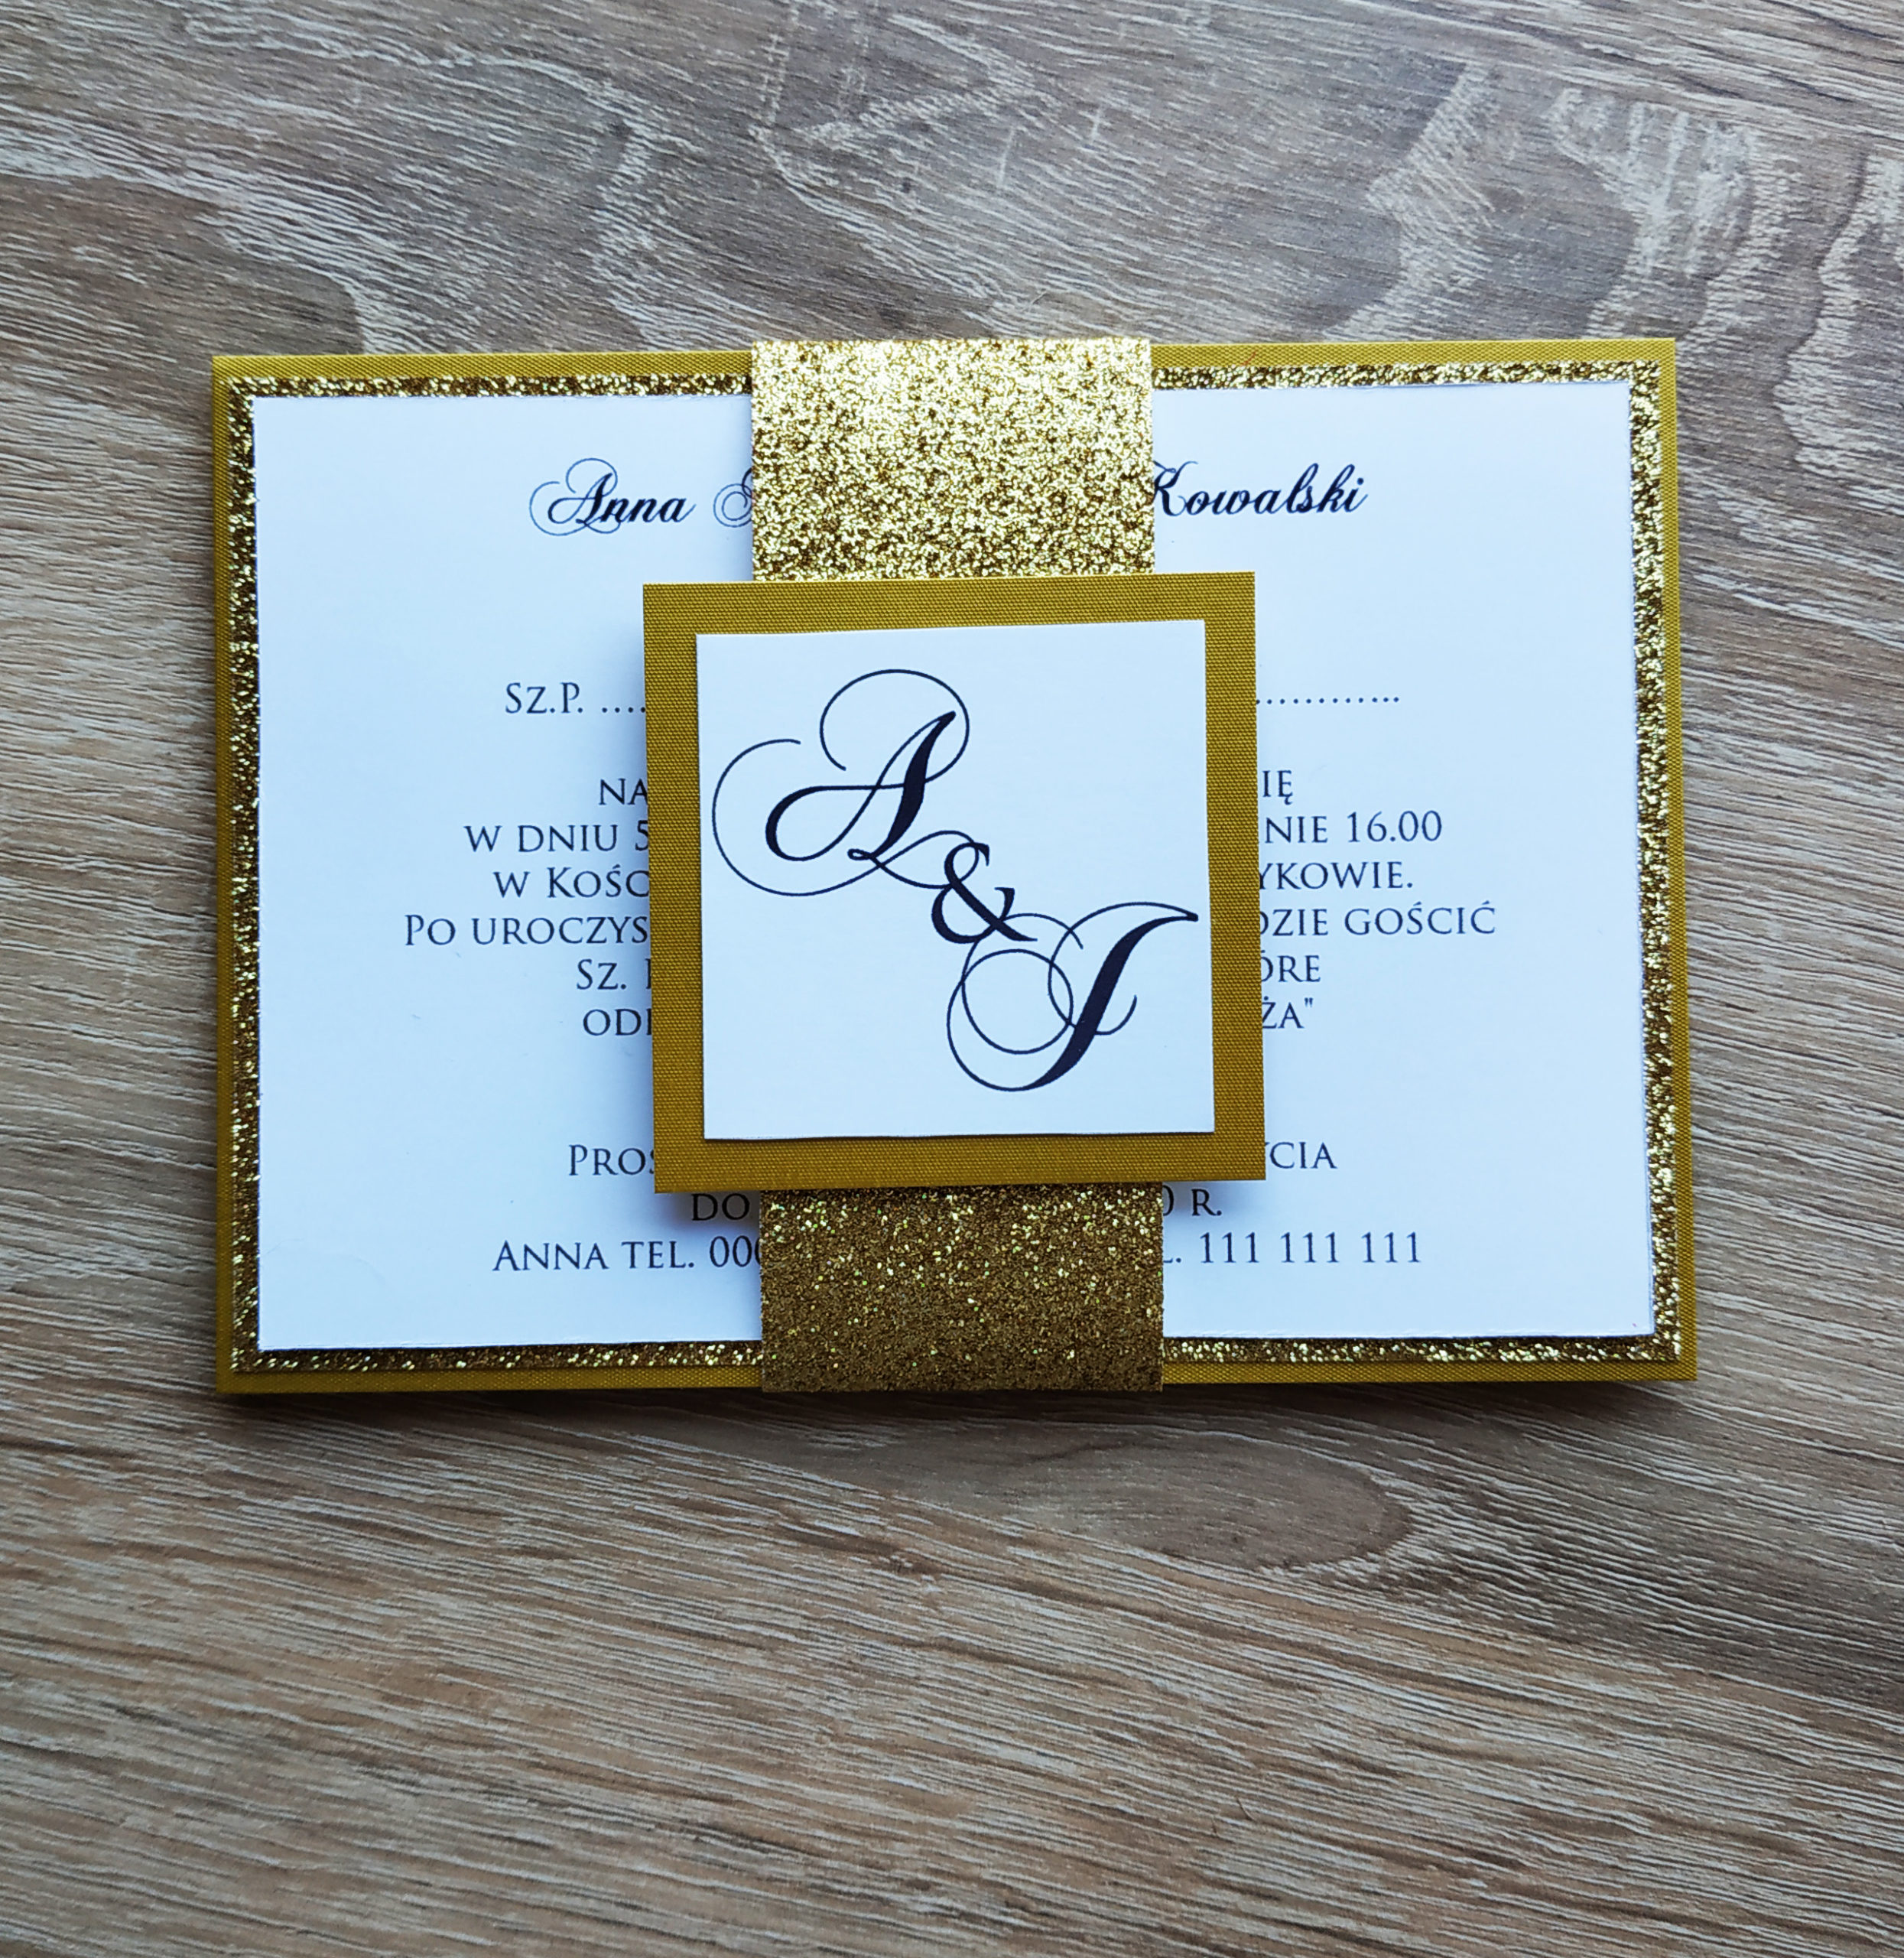 Anna Kowalski
Sz.P. .... ............
NA IĘ
W DNIU 5 NIE 16.00
W KOŚC YKOWIE.
PO UROCZYS DZIE GOŚCIĆ
SZ. ÓRE
OD ŻA"
PROS CIA
DO 0 R.
ANNA TEL. 000 L. 111 111 111
A
&
J